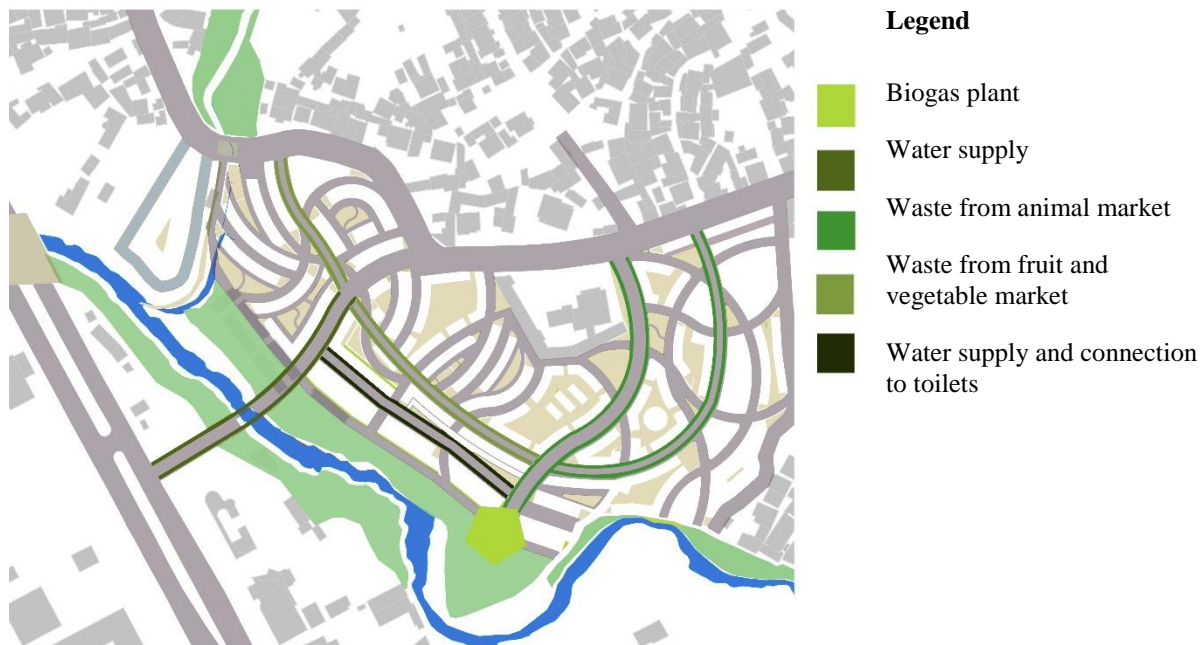 Legend
Biogas plant
Water supply
Waste from animal market
Waste from fruit and
vegetable market
Water supply and connection
to toilets